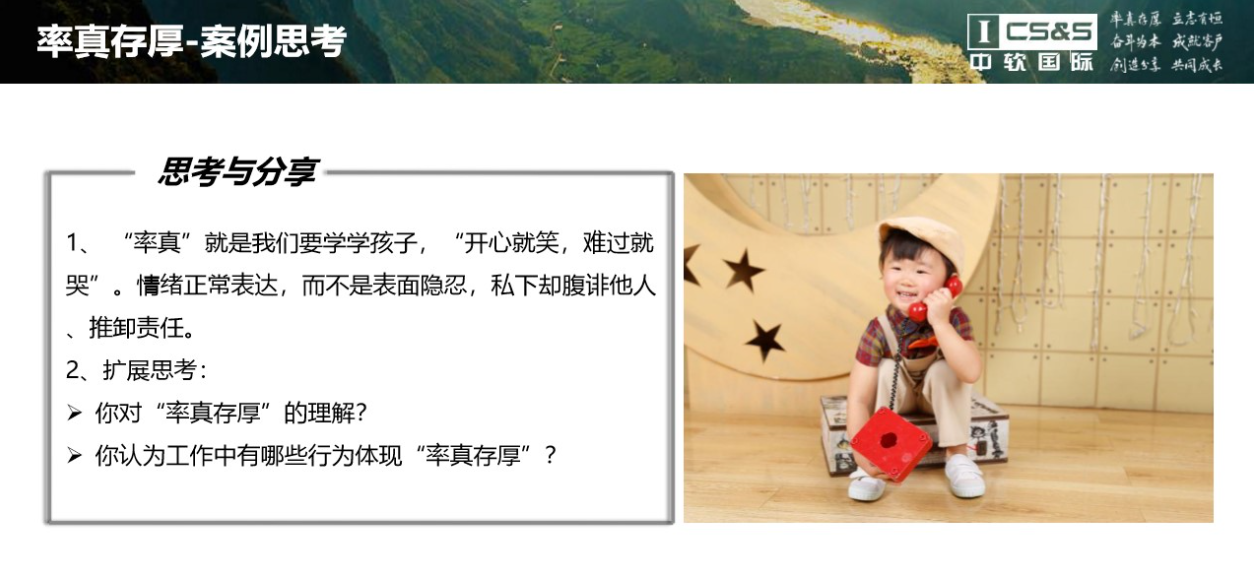 率真存厚-案例思考
I CS&S
中软国际
率真存厚 立志有恒
奋斗为本 成就客户
创造分享 共同成长
思考与分享
1、 “率真”就是我们要学学孩子，“开心就笑，难过就
哭”。情绪正常表达，而不是表面隐忍，私下却腹诽他人
、推卸责任。
2、扩展思考：
➢ 你对“率真存厚”的理解？
➢ 你认为工作中有哪些行为体现“率真存厚”？